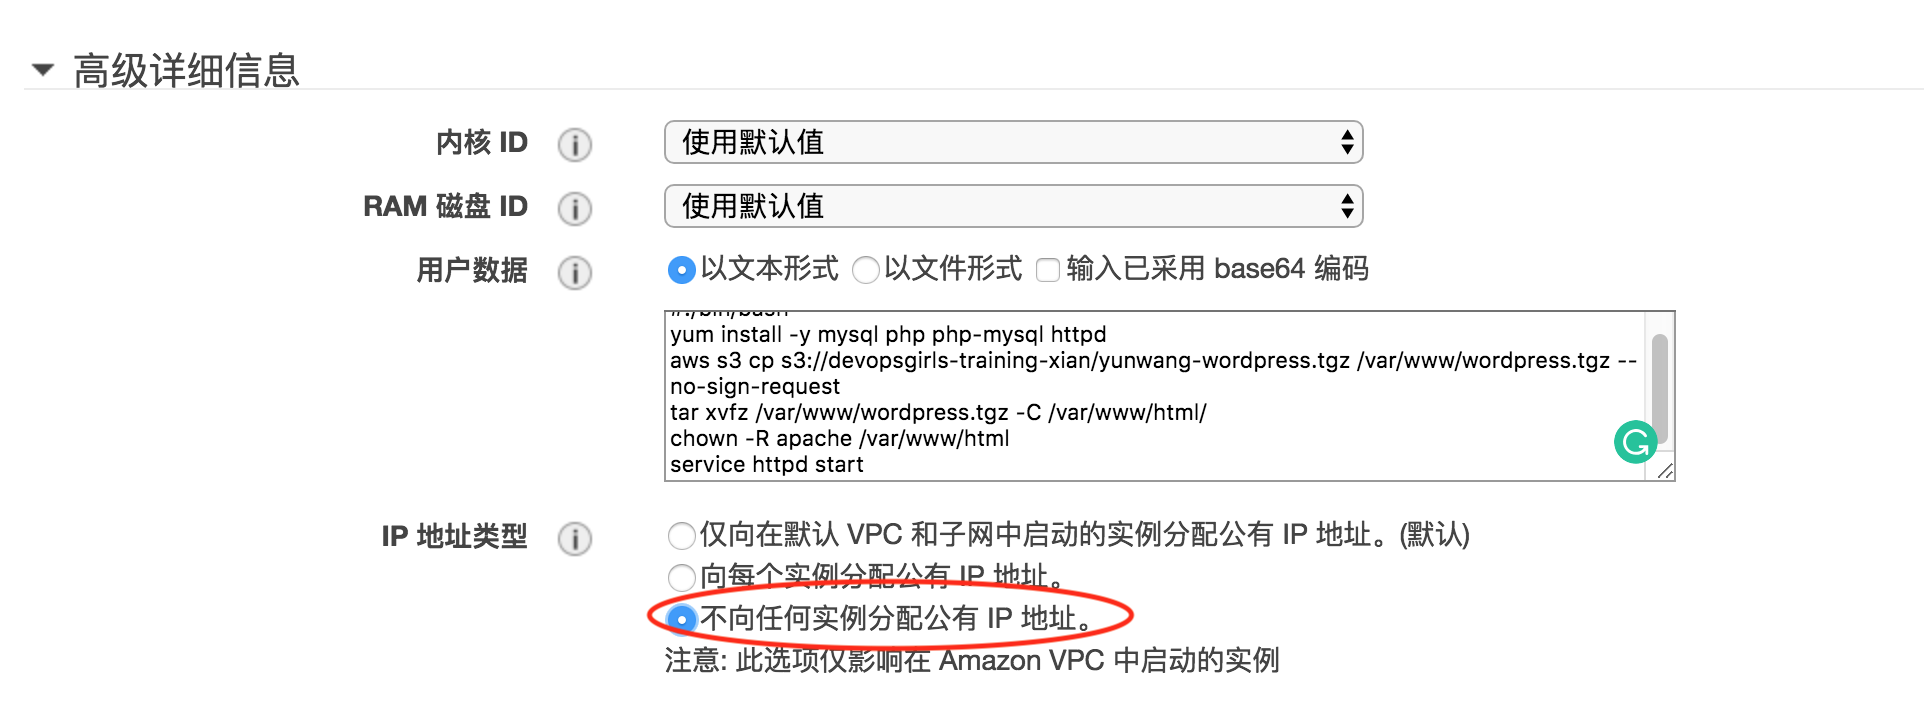 高级详细信息
内核 ID
使用默认值
RAM 磁盘 ID
使用默认值
用户数据
以文本形式 以文件形式 输入已采用 base64 编码
#!/bin/bash
yum install -y mysql php php-mysql httpd
aws s3 cp s3://devopsgirls-training-xian/yunwang-wordpress.tgz /var/www/wordpress.tgz --
no-sign-request
tar xvfz /var/www/wordpress.tgz -C /var/www/html/
chown -R apache /var/www/html
service httpd start
IP 地址类型
仅向在默认 VPC 和子网中启动的实例分配公有 IP 地址。(默认)
向每个实例分配公有 IP 地址。
不向任何实例分配公有 IP 地址。
注意: 此选项仅影响在 Amazon VPC 中启动的实例